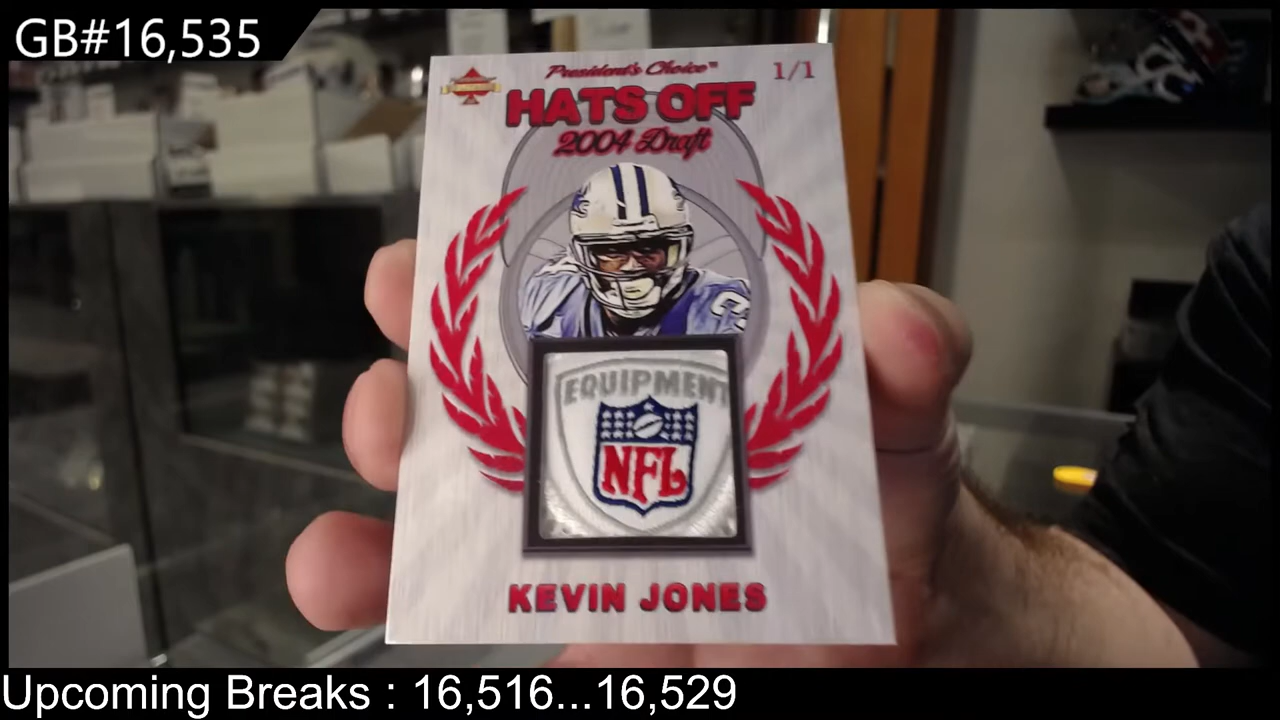 GB#16,535
President's Choice™
1/1
HATS OFF
2004 Draft
EQUIPMENT
NFL
KEVIN JONES
Upcoming Breaks : 16,516...16,529